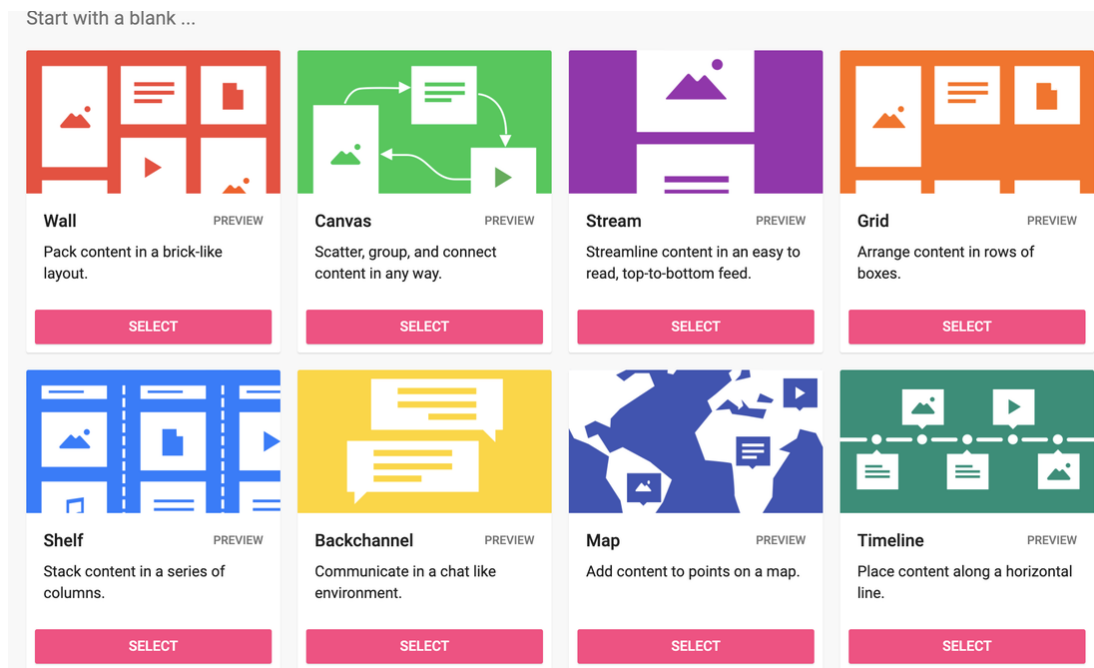 Start with a blank ...
Wall PREVIEW
Pack content in a brick-like
layout.
SELECT
Canvas PREVIEW
Scatter, group, and connect
content in any way.
SELECT
Stream PREVIEW
Streamline content in an easy to
read, top-to-bottom feed.
SELECT
Grid PREVIEW
Arrange content in rows of
boxes.
SELECT
Shelf PREVIEW
Stack content in a series of
columns.
SELECT
Backchannel PREVIEW
Communicate in a chat like
environment.
SELECT
Map PREVIEW
Add content to points on a map.
SELECT
Timeline PREVIEW
Place content along a horizontal
line.
SELECT